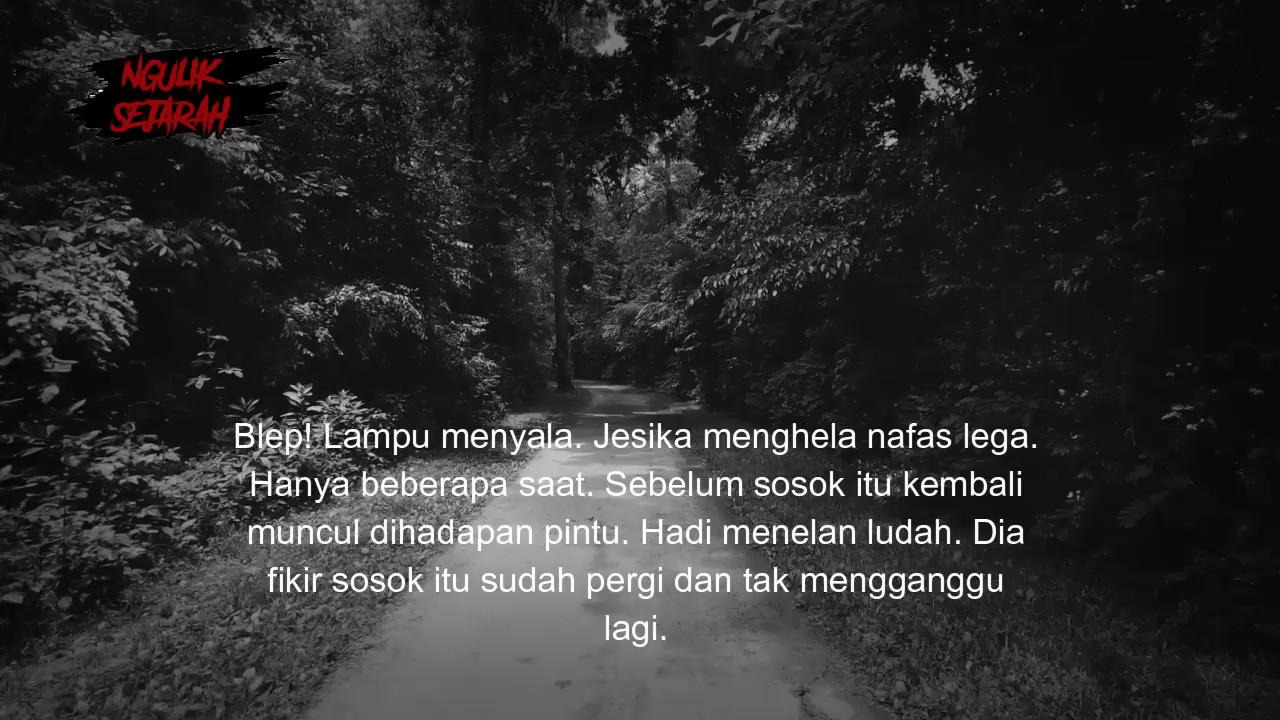 NGULIK
SEJARAH
Blep! Lampu menyala. Jesika menghela nafas lega.
Hanya beberapa saat. Sebelum sosok itu kembali
muncul dihadapan pintu. Hadi menelan ludah. Dia
fikir sosok itu sudah pergi dan tak mengganggu
lagi.